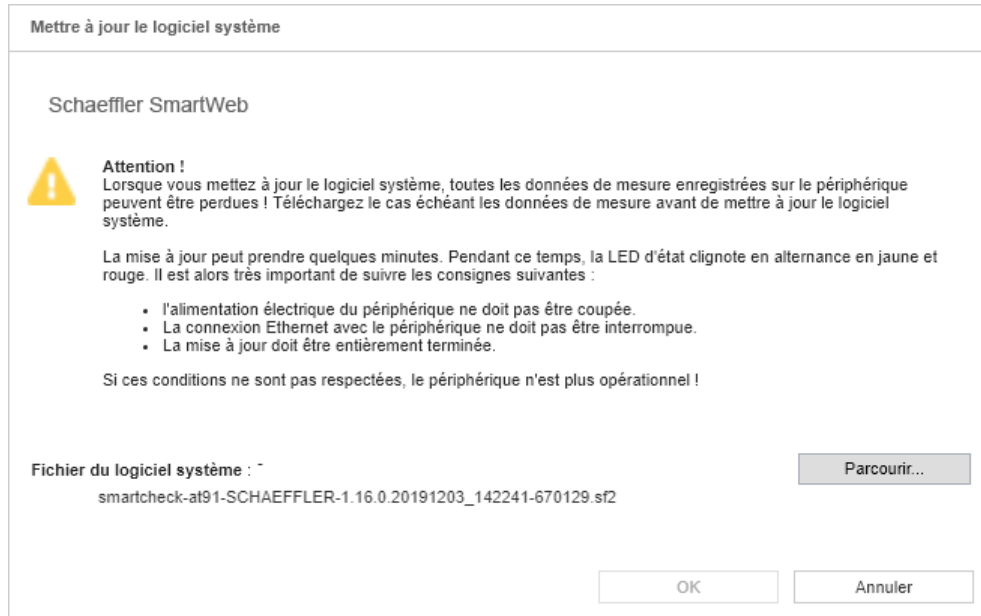 Mettre à jour le logiciel système
Schaeffler SmartWeb
Attention !
Lorsque vous mettez à jour le logiciel système, toutes les données de mesure enregistrées sur le périphérique
peuvent être perdues ! Téléchargez le cas échéant les données de mesure avant de mettre à jour le logiciel
système.
La mise à jour peut prendre quelques minutes. Pendant ce temps, la LED d'état clignote en alternance en jaune et
rouge. Il est alors très important de suivre les consignes suivantes :
• l'alimentation électrique du périphérique ne doit pas être coupée.
• La connexion Ethernet avec le périphérique ne doit pas être interrompue.
• La mise à jour doit être entièrement terminée.
Si ces conditions ne sont pas respectées, le périphérique n'est plus opérationnel !
Fichier du logiciel système : -
Parcourir...
smartcheck-at91-SCHAEFFLER-1.16.0.20191203_142241-670129.sf2
OK
Annuler